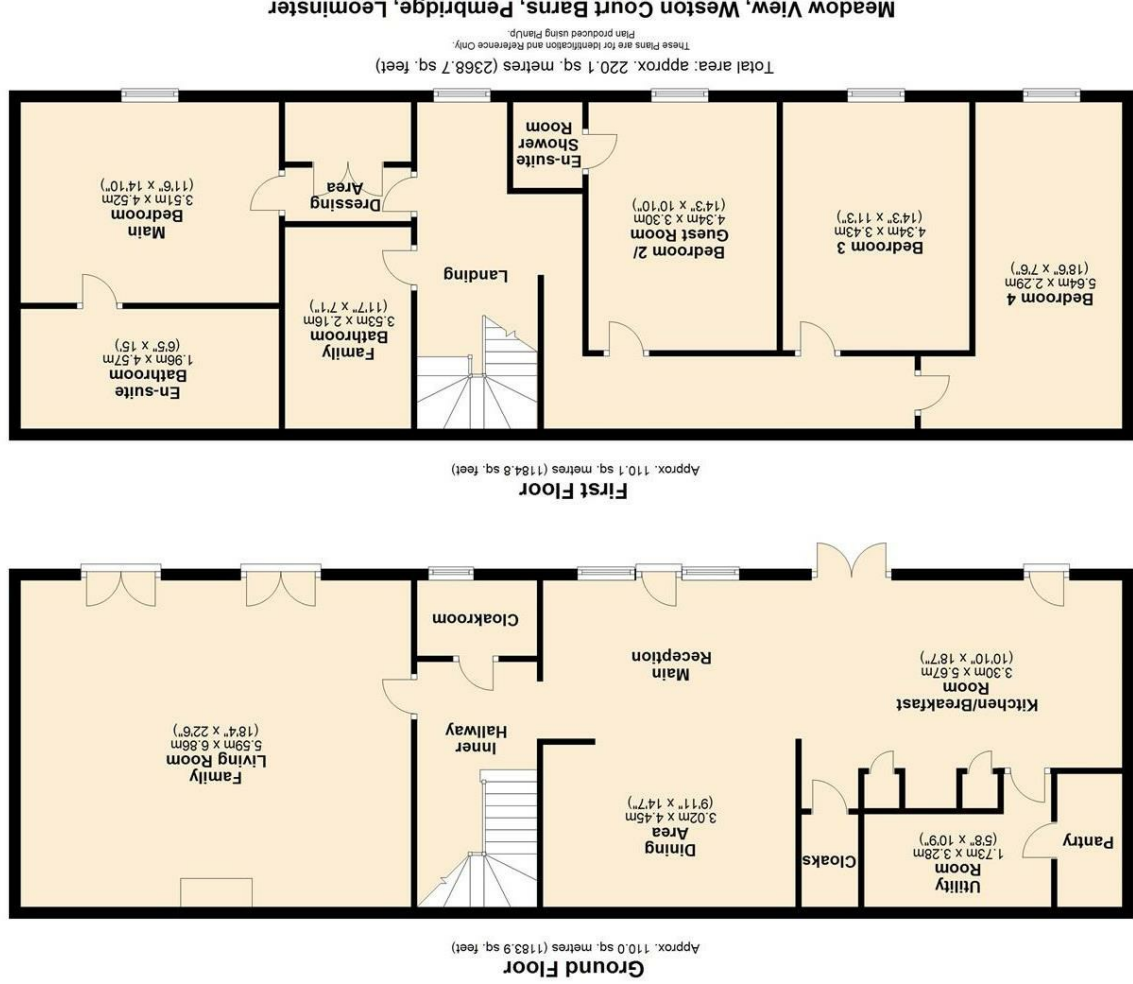 Ground Floor
Approx. 110.0 sq. metres (1183.9 sq. feet)
Pantry
Utility
Room
1.73m x 3.28m
(5'8" x 10'9")
Cloaks
Dining
Area
3.02m x 4.45m
(9'11" x 14'7")
Family
Living Room
5.59m x 6.86m
(18'4" x 22'6")
Kitchen/Breakfast
Room
3.30m x 5.67m
(10'10" x 18'7")
Main
Reception
Inner
Hallway
Cloakroom
First Floor
Approx. 110.1 sq. metres (1184.8 sq. feet)
Bedroom 4
5.64m x 2.29m
(18'6" x 7'6")
Bedroom 3
4.34m x 3.43m
(14'3" x 11'3")
Bedroom 2/
Guest Room
4.34m x 3.30m
(14'3" x 10'10")
En-suite
Shower
Room
Landing
Family
Bathroom
3.53m x 2.16m
(11'7" x 7'1")
En-suite
Bathroom
1.96m x 4.57m
(6'5" x 15')
Dressing
Area
Main
Bedroom
3.51m x 4.52m
(11'6" x 14'10")
Total area: approx. 220.1 sq. metres (2368.7 sq. feet)
These Plans are for Identification and Reference Only.
Plan produced using PlanUp.
Meadow View, Weston Court Barns, Pembridge, Leominster